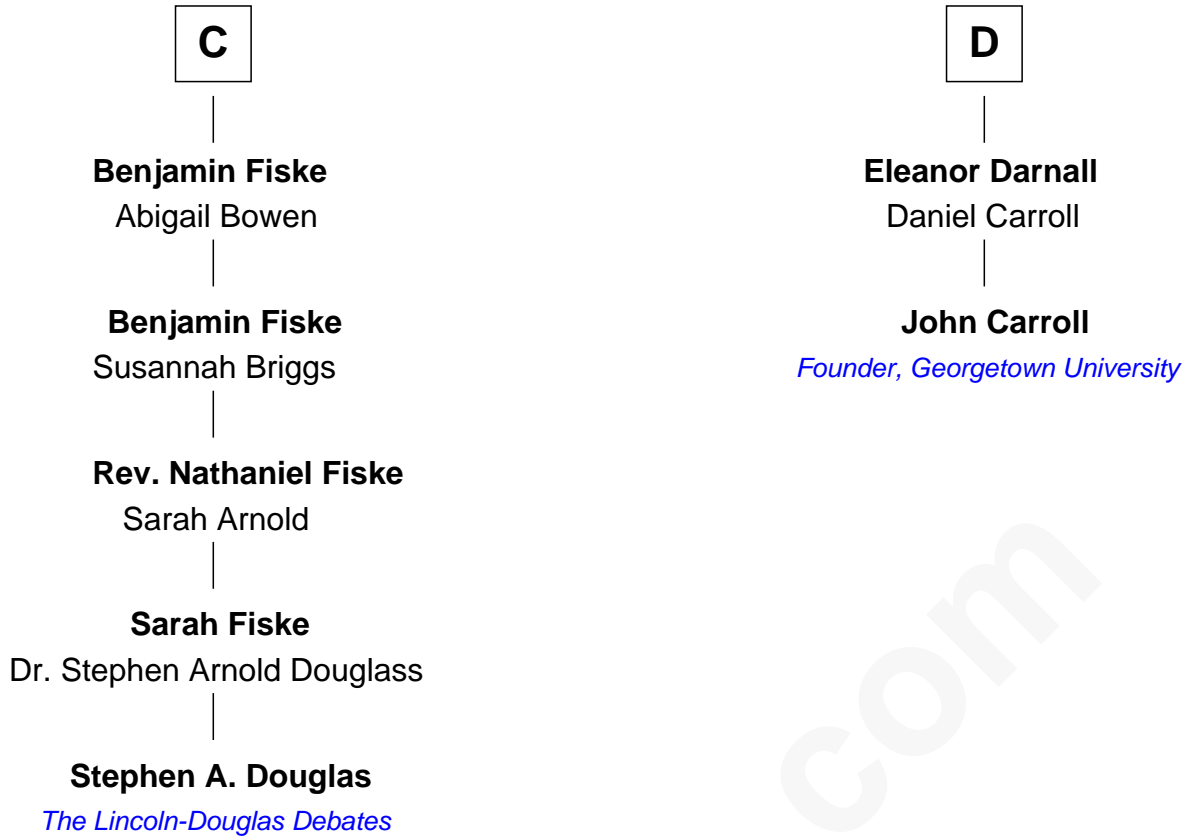 C
Benjamin Fiske
Abigail Bowen
Benjamin Fiske
Susannah Briggs
Rev. Nathaniel Fiske
Sarah Arnold
Sarah Fiske
Dr. Stephen Arnold Douglass
Stephen A. Douglas
The Lincoln-Douglas Debates
D
Eleanor Darnall
Daniel Carroll
John Carroll
Founder, Georgetown University
com